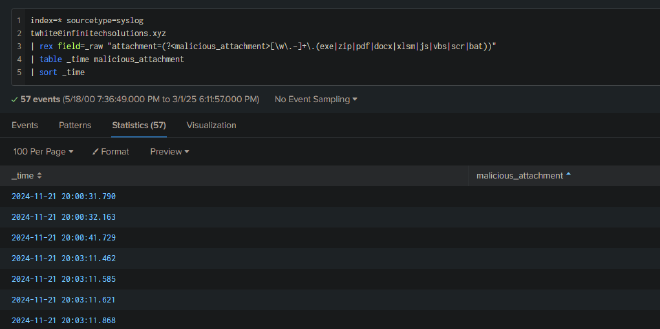 1 index=* sourcetype=syslog
2 twhite@infinitechsolutions.xyz
3 | rex field=_raw "attachment=(?<malicious_attachment>[\w\.-]+\.(exe|zip|pdf|docx|xlsm|js|vbs|scr|bat))"
4 | table _time malicious_attachment
5 | sort _time
✓ 57 events (5/18/00 7:36:49.000 PM to 3/1/25 6:11:57.000 PM) No Event Sampling ▾
Events Patterns Statistics (57) Visualization
100 Per Page ▾ Format Preview ▾
_time malicious_attachment
2024-11-21 20:00:31.790
2024-11-21 20:00:32.163
2024-11-21 20:00:41.729
2024-11-21 20:03:11.462
2024-11-21 20:03:11.585
2024-11-21 20:03:11.621
2024-11-21 20:03:11.868